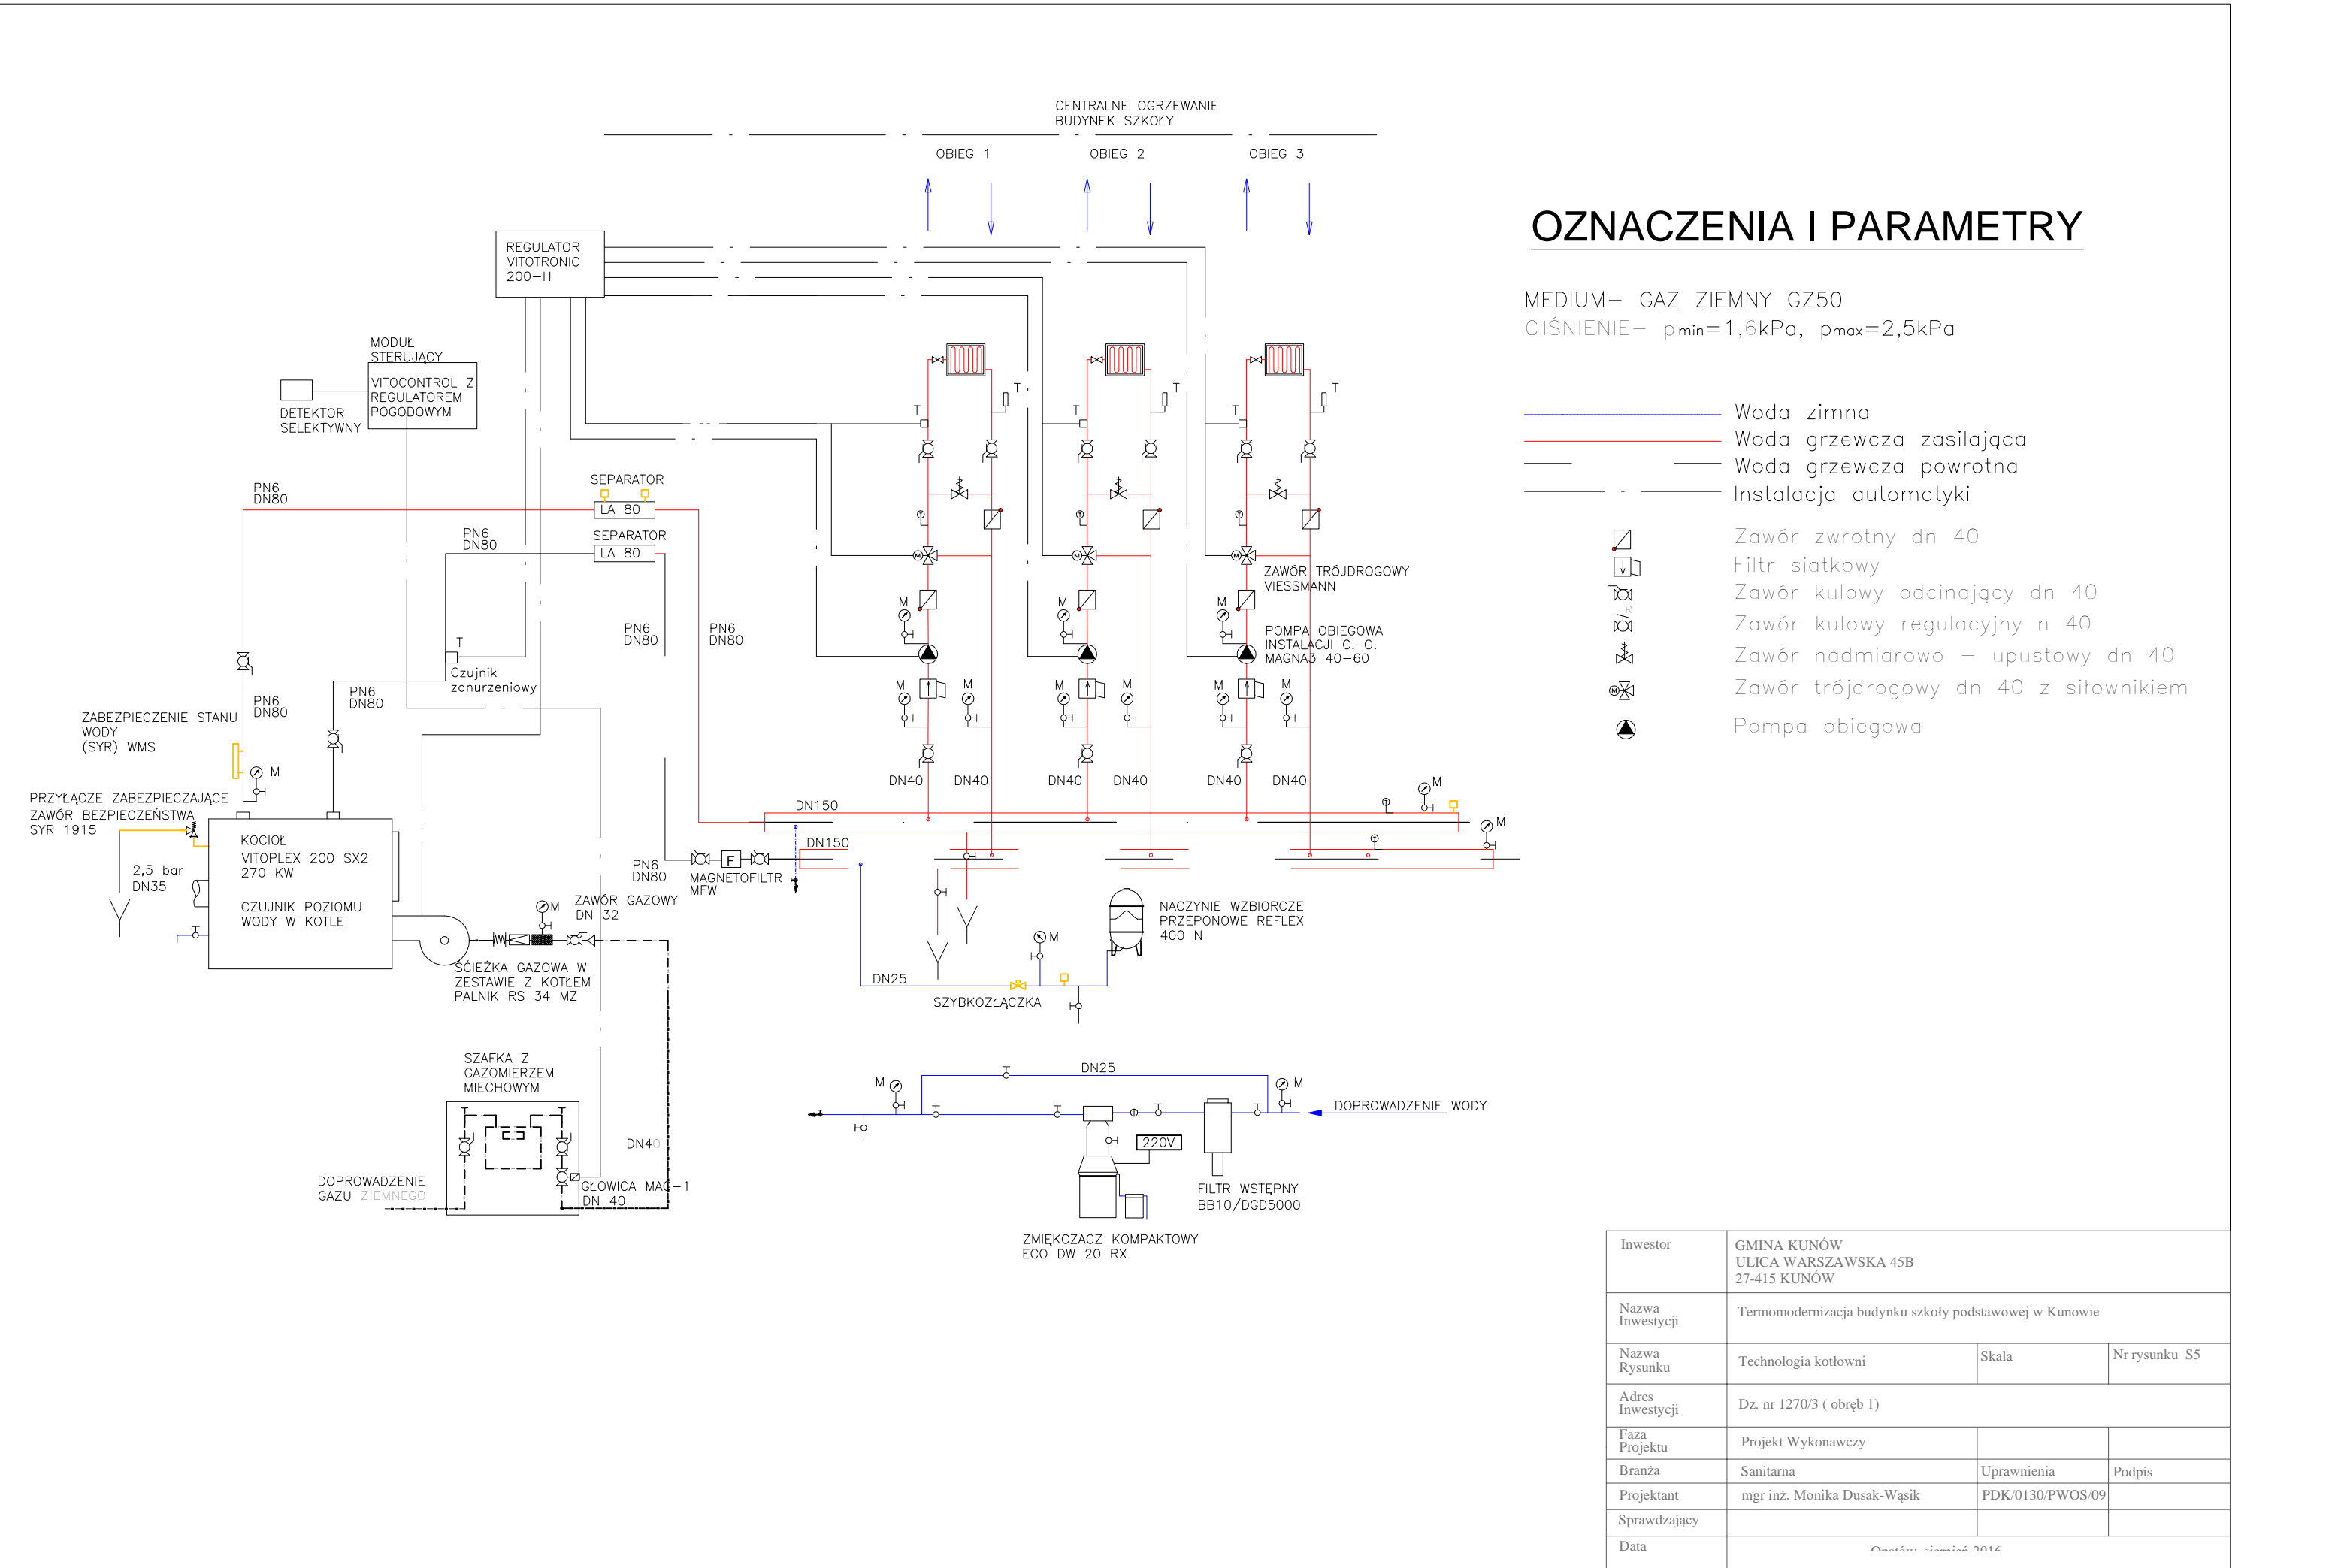 CENTRALNE OGRZEWANIE
BUDYNEK SZKOŁY
OBIEG 1
OBIEG 2
OBIEG 3
REGULATOR
VITOTRONIC
200-H
MODUŁ
STERUJĄCY
VITOCONTROL Z
REGULATOREM
POGODOWYM
DETEKTOR
SELEKTYWNY
OZNACZENIA I PARAMETRY
MEDIUM- GAZ ZIEMNY GZ50
CIŚNIENIE- pmin=1,6kPa, pmax=2,5kPa
Woda zimna
Woda grzewcza zasilająca
Woda grzewcza powrotna
Instalacja automatyki
Zawór zwrotny dn 40
Filtr siatkowy
Zawór kulowy odcinający dn 40
R
Zawór kulowy regulacyjny n 40
Zawór nadmiarowo - upustowy dn 40
M
Zawór trójdrogowy dn 40 z siłownikiem
Pompa obiegowa
T
T
T
T
T
T
PN6
DN80
SEPARATOR
LA 80
PN6
DN80
SEPARATOR
LA 80
T
T
T
M
M
M
ZAWÓR TRÓJDROGOWY
VIESSMANN
M
M
M
PN6
DN80
PN6
DN80
POMPA OBIEGOWA
INSTALACJI C. O.
MAGNA3 40-60
T
Czujnik
zanurzeniowy
M
M
M
M
M
M
PN6
DN80
PN6
DN80
ZABEZPIECZENIE STANU
WODY
(SYR) WMS
M
DN40
DN40
DN40
DN40
DN40
DN40
PRZYŁĄCZE ZABEZPIECZAJĄCE
ZAWÓR BEZPIECZEŃSTWA
SYR 1915
DN150
T
M
M
DN150
T
KOCIOŁ
VITOPLEX 200 SX2
270 KW
CZUJNIK POZIOMU
WODY W KOTLE
2,5 bar
DN35
PN6
DN80
F
MAGNETOFILTR
MFW
M
ZAWÓR GAZOWY
DN 32
NACZYNIE WZBIORCZE
PRZEPONOWE REFLEX
400 N
M
ŚCIEŻKA GAZOWA W
ZESTAWIE Z KOTŁEM
PALNIK RS 34 MZ
DN25
SZYBKOZŁĄCZKA
SZAFKA Z
GAZOMIERZEM
MIECHOWYM
DN40
DOPROWADZENIE
GAZU ZIEMNEGO
GŁOWICA MAG-1
DN 40
DN25
M
M
DOPROWADZENIE WODY
220V
FILTR WSTĘPNY
BB10/DGD5000
ZMIĘKCZACZ KOMPAKTOWY
ECO DW 20 RX
Inwestor
GMINA KUNÓW
ULICA WARSZAWSKA 45B
27-415 KUNÓW
Nazwa
Inwestycji
Termomodernizacja budynku szkoły podstawowej w Kunowie
Nazwa
Rysunku
Technologia kotłowni
Skala
Nr rysunku S5
Adres
Inwestycji
Dz. nr 1270/3 ( obręb 1)
Faza
Projektu
Projekt Wykonawczy
Branża
Sanitarna
Uprawnienia
Podpis
Projektant
mgr inż. Monika Dusak-Wąsik
PDK/0130/PWOS/09
Sprawdzający
Data
Opatów, sierpień 2016